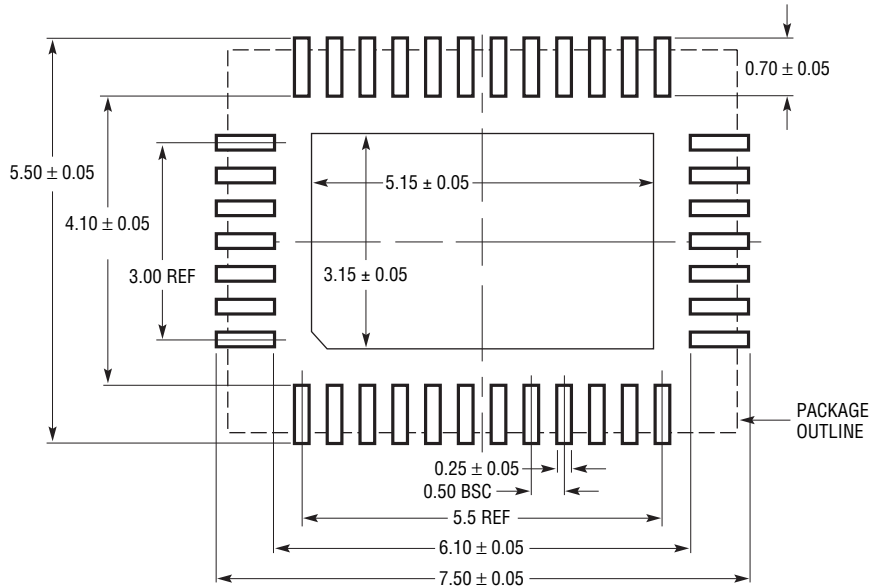 0.70 ± 0.05
5.50 ± 0.05
5.15 ± 0.05
4.10 ± 0.05
3.00 REF
3.15 ± 0.05
PACKAGE
OUTLINE
0.25 ± 0.05
0.50 BSC
5.5 REF
6.10 ± 0.05
7.50 ± 0.05